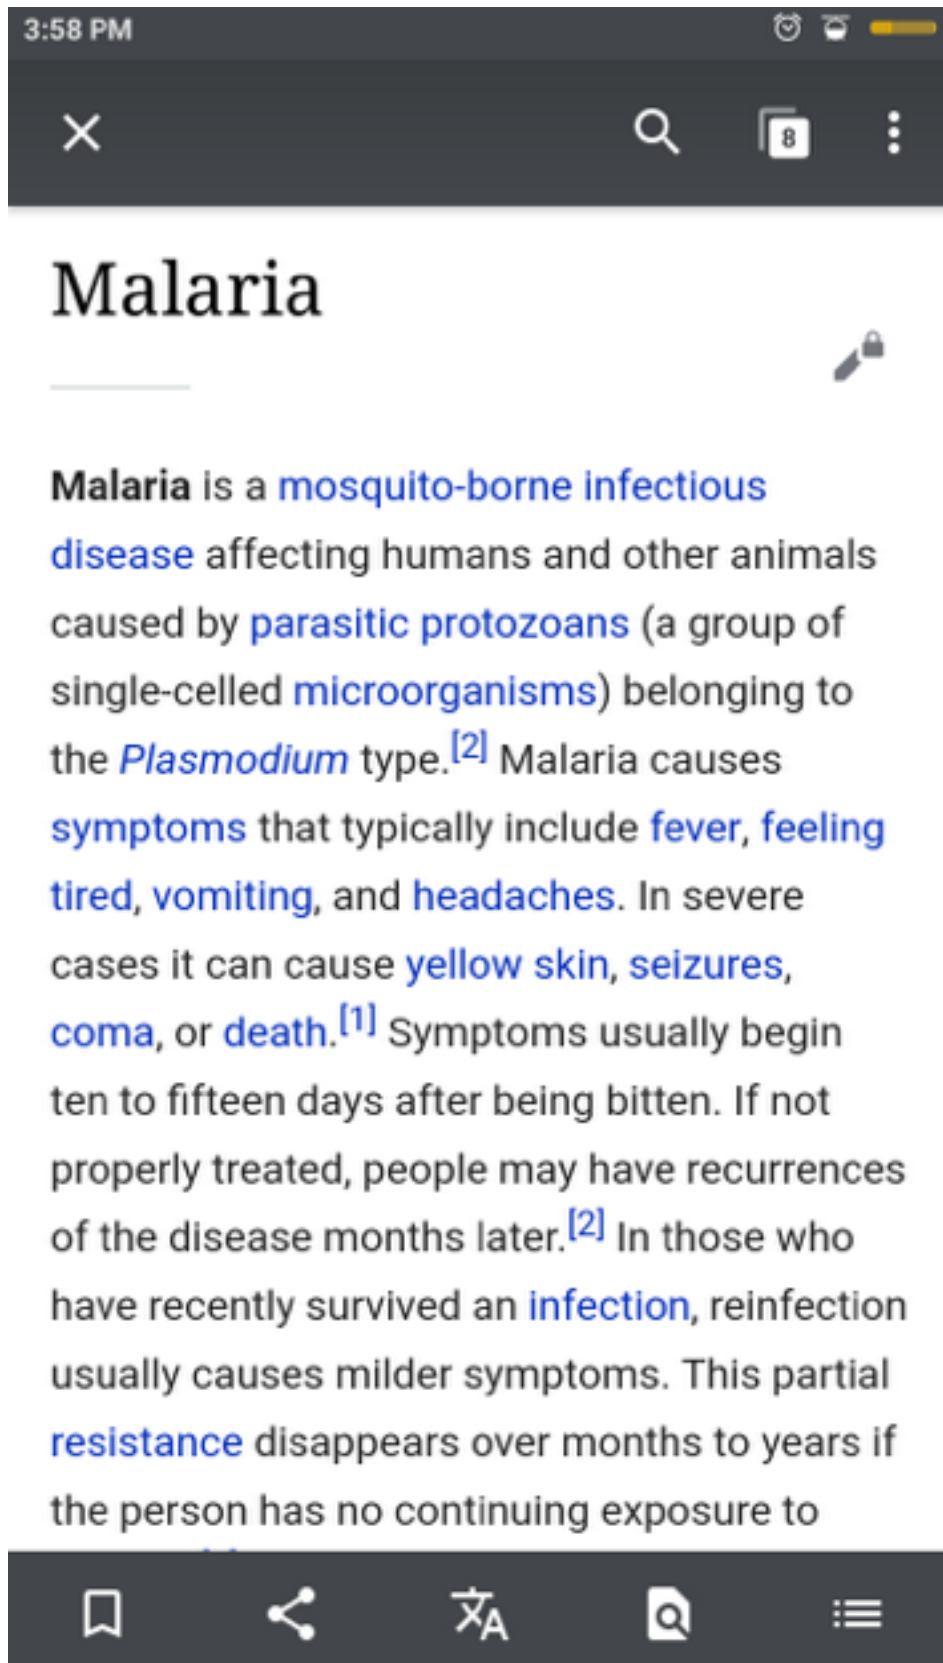 3:58 PM
8
Malaria
Malaria is a mosquito-borne infectious
disease affecting humans and other animals
caused by parasitic protozoans (a group of
single-celled microorganisms) belonging to
the Plasmodium type.[2] Malaria causes
symptoms that typically include fever, feeling
tired, vomiting, and headaches. In severe
cases it can cause yellow skin, seizures,
coma, or death.[1] Symptoms usually begin
ten to fifteen days after being bitten. If not
properly treated, people may have recurrences
of the disease months later.[2] In those who
have recently survived an infection, reinfection
usually causes milder symptoms. This partial
resistance disappears over months to years if
the person has no continuing exposure to
文A